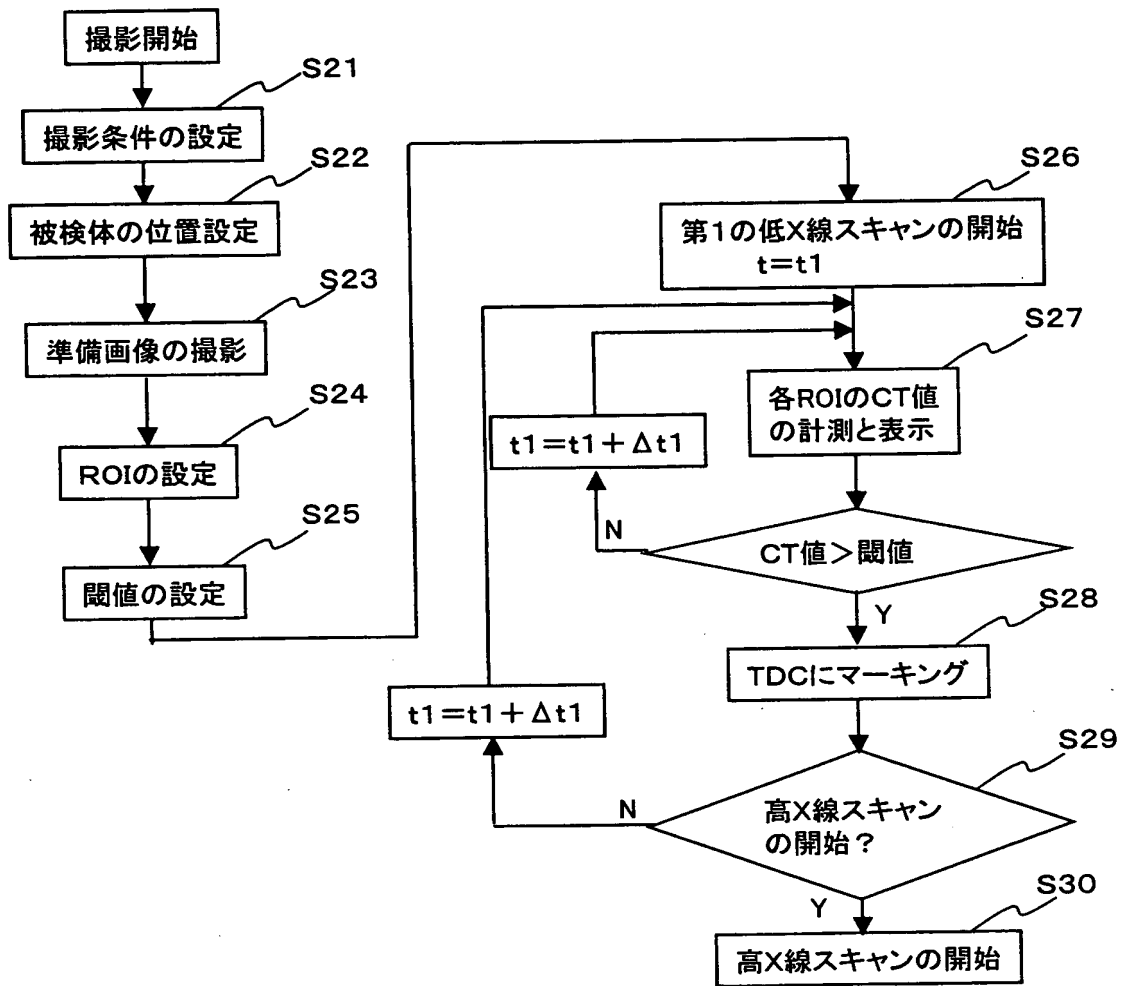 撮影開始
S21
撮影条件の設定
S22
被検体の位置設定
S23
準備画像の撮影
S24
ROIの設定
S25
閾値の設定
S26
第1の低X線スキャンの開始
t=t1
S27
各ROIのCT値
の計測と表示
t1=t1+Δt1
N
CT値>閾値
Y
S28
TDCにマーキング
t1=t1+Δt1
S29
N
高X線スキャン
の開始?
Y
S30
高X線スキャンの開始